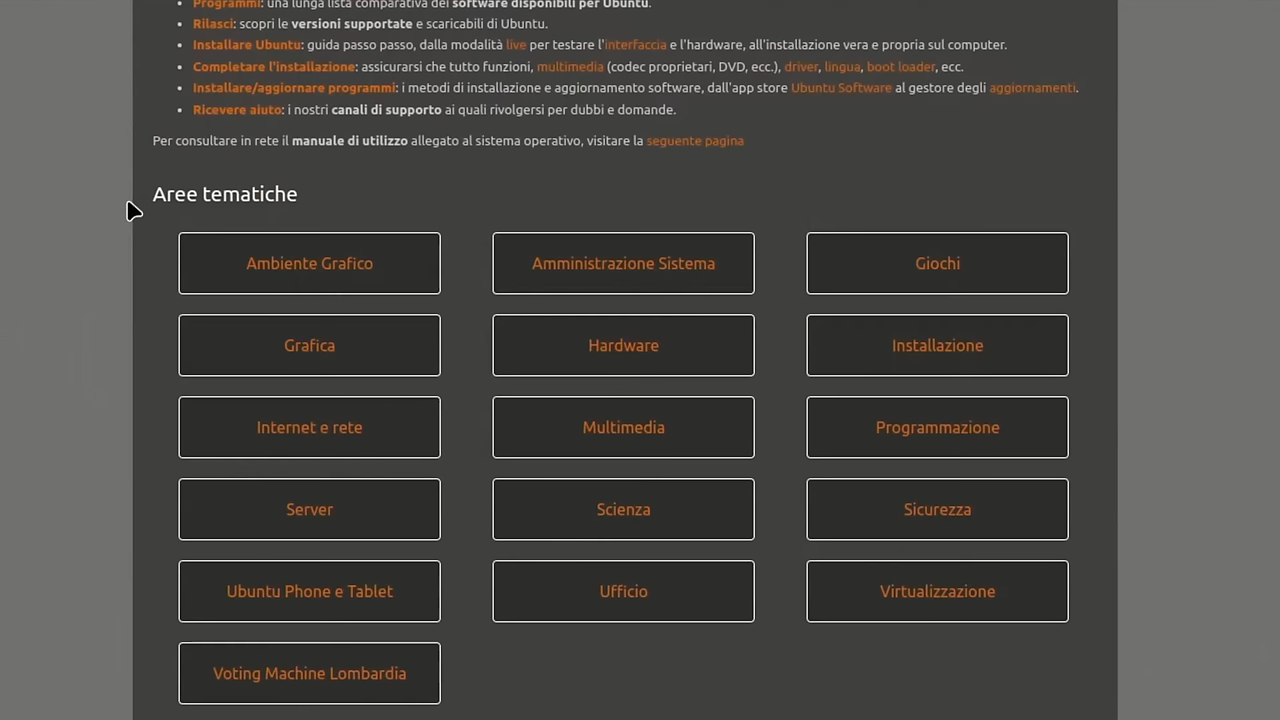 Programmi: una lunga lista comparativa dei software disponibili per Ubuntu.
Rilasci: scopri le versioni supportate e scaricabili di Ubuntu.
Installare Ubuntu: guida passo passo, dalla modalità live per testare l'interfaccia e l'hardware, all'installazione vera e propria sul computer.
Completare l'installazione: assicurarsi che tutto funzioni, multimedia (codec proprietari, DVD, ecc.), driver, lingua, boot loader, ecc.
Installare/aggiornare programmi: i metodi di installazione e aggiornamento software, dall'app store Ubuntu Software al gestore degli aggiornamenti.
Ricevere aiuto: i nostri canali di supporto ai quali rivolgersi per dubbi e domande.
Per consultare in rete il manuale di utilizzo allegato al sistema operativo, visitare la seguente pagina
Aree tematiche
Ambiente Grafico
Amministrazione Sistema
Giochi
Grafica
Hardware
Installazione
Internet e rete
Multimedia
Programmazione
Server
Scienza
Sicurezza
Ubuntu Phone e Tablet
Ufficio
Virtualizzazione
Voting Machine Lombardia